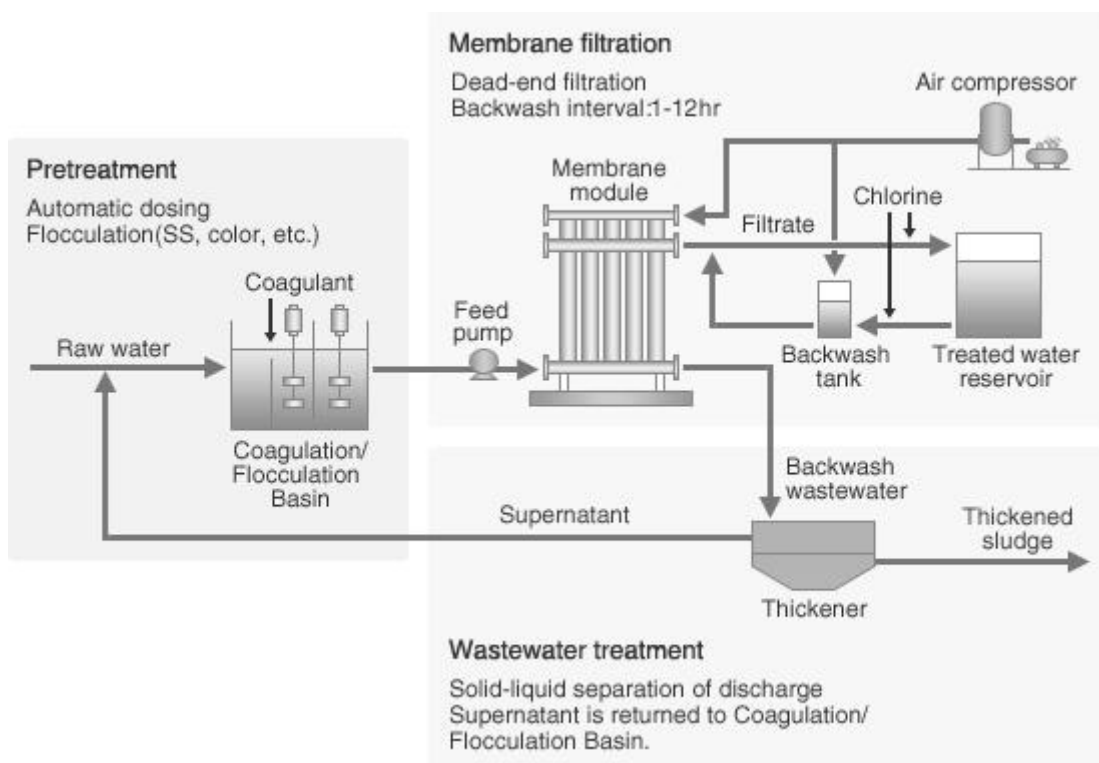 Membrane filtration
Dead-end filtration
Backwash interval:1-12hr
Air compressor
Pretreatment
Automatic dosing
Flocculation(SS, color, etc.)
Membrane
module
Chlorine
Filtrate
Coagulant
Feed
pump
Raw water
Backwash
tank
Treated water
reservoir
Coagulation/
Flocculation
Basin
Backwash
wastewater
Supernatant
Thickened
sludge
Thickener
Wastewater treatment
Solid-liquid separation of discharge
Supernatant is returned to Coagulation/
Flocculation Basin.